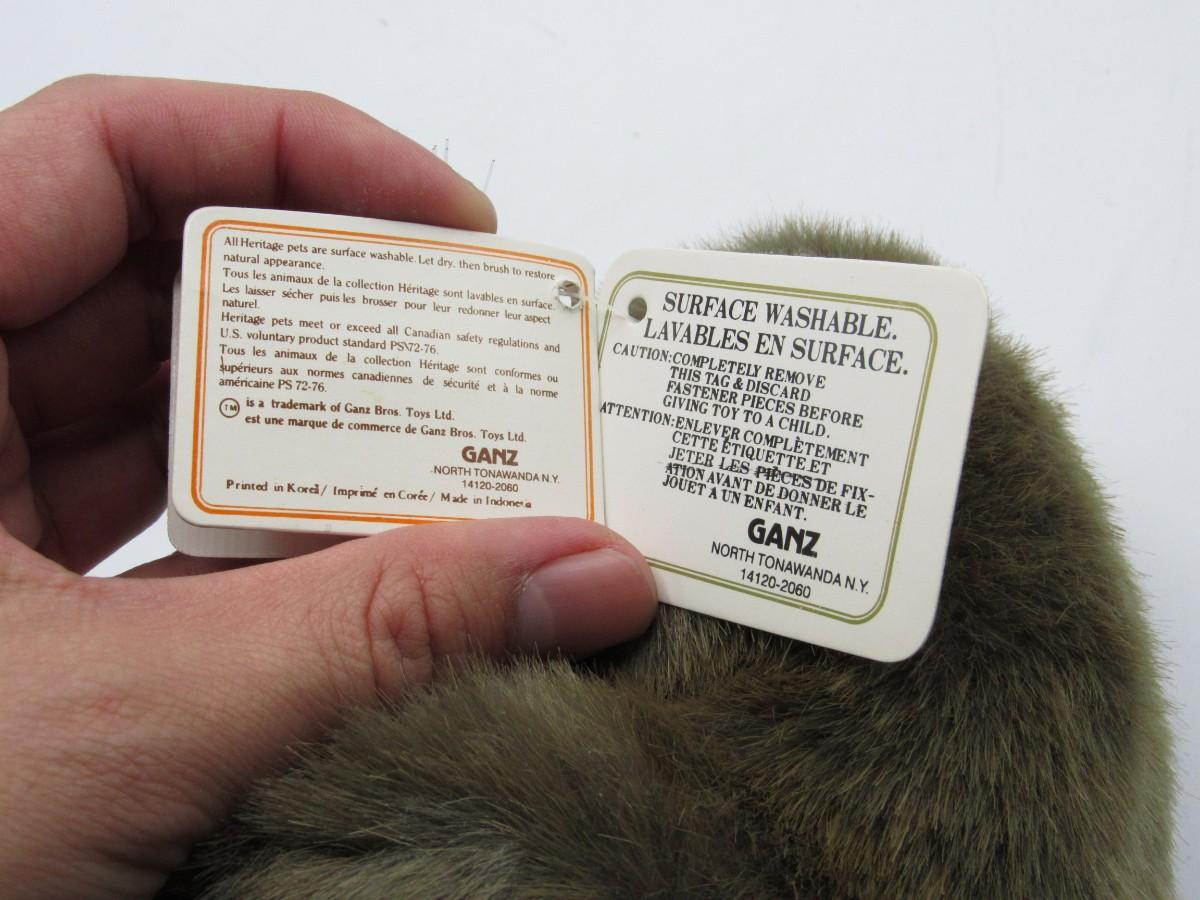 All Heritage pets are surface washable. Let dry, then brush to restore
natural appearance.
Tous les animaux de la collection Héritage sont lavables en surface.
Les laisser sécher puis les brosser pour leur redonner leur aspect
naturel.
Heritage pets meet or exceed all Canadian safety regulations and
U.S. voluntary product standard PS\72-76.
Tous les animaux de la collection Héritage sont conformes ou
supérieurs aux normes canadiennes de sécurité et à la norme
américaine PS 72-76.
TM is a trademark of Ganz Bros. Toys Ltd.
est une marque de commerce de Ganz Bros. Toys Ltd.
GANZ
NORTH TONAWANDA N.Y.
14120-2060
Printed in Korea / Imprimé en Corée / Made in Indonesia
SURFACE WASHABLE.
LAVABLES EN SURFACE.
CAUTION: COMPLETELY REMOVE
THIS TAG & DISCARD
FASTENER PIECES BEFORE
GIVING TOY TO A CHILD.
ATTENTION: ENLEVER COMPLÈTEMENT
CETTE ÉTIQUETTE ET
JETER LES PIÈCES DE FIX-
ATION AVANT DE DONNER LE
JOUET A UN ENFANT.
GANZ
NORTH TONAWANDA N.Y.
14120-2060